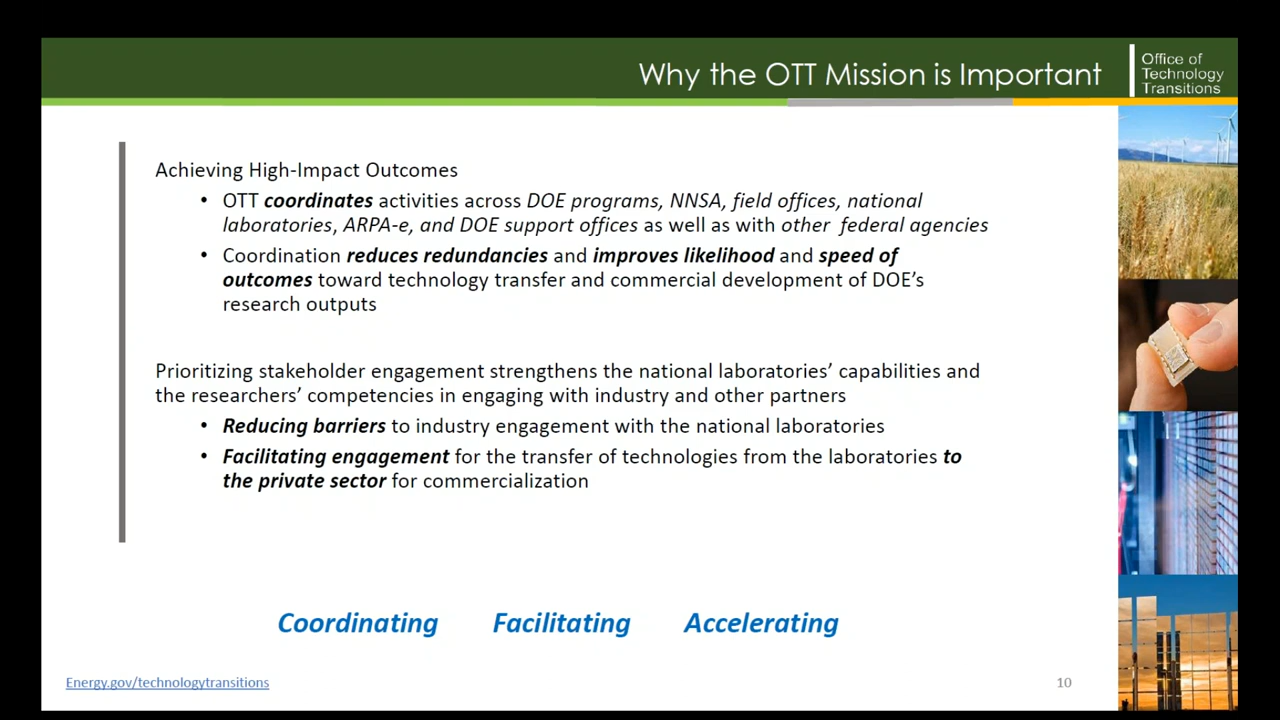 Why the OTT Mission is Important
Office of
Technology
Transitions
Achieving High-Impact Outcomes
• OTT coordinates activities across DOE programs, NNSA, field offices, national
laboratories, ARPA-e, and DOE support offices as well as with other federal agencies
• Coordination reduces redundancies and improves likelihood and speed of
outcomes toward technology transfer and commercial development of DOE’s
research outputs
Prioritizing stakeholder engagement strengthens the national laboratories’ capabilities and
the researchers’ competencies in engaging with industry and other partners
• Reducing barriers to industry engagement with the national laboratories
• Facilitating engagement for the transfer of technologies from the laboratories to
the private sector for commercialization
Coordinating Facilitating Accelerating
Energy.gov/technologytransitions
10